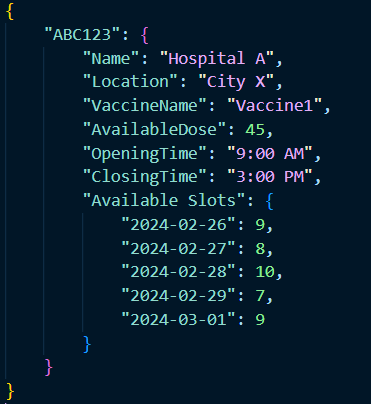 {
    "ABC123": {
        "Name": "Hospital A",
        "Location": "City X",
        "VaccineName": "Vaccine1",
        "AvailableDose": 45,
        "OpeningTime": "9:00 AM",
        "ClosingTime": "3:00 PM",
        "Available Slots": {
            "2024-02-26": 9,
            "2024-02-27": 8,
            "2024-02-28": 10,
            "2024-02-29": 7,
            "2024-03-01": 9
        }
    }
}